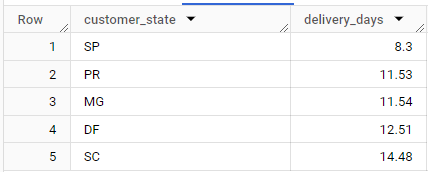 Row customer_state delivery_days
1 SP 8.3
2 PR 11.53
3 MG 11.54
4 DF 12.51
5 SC 14.48